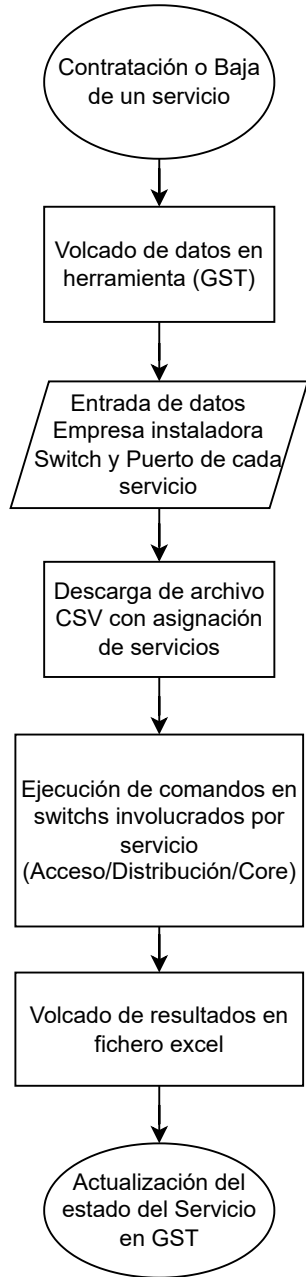 Contratación o Baja
de un servicio
Volcado de datos en
herramienta (GST)
Entrada de datos
Empresa instaladora
Switch y Puerto de cada
servicio
Descarga de archivo
CSV con asignación
de servicios
Ejecución de comandos en
switchs involucrados por
servicio
(Acceso/Distribución/Core)
Volcado de resultados en
fichero excel
Actualización del
estado del Servicio
en GST